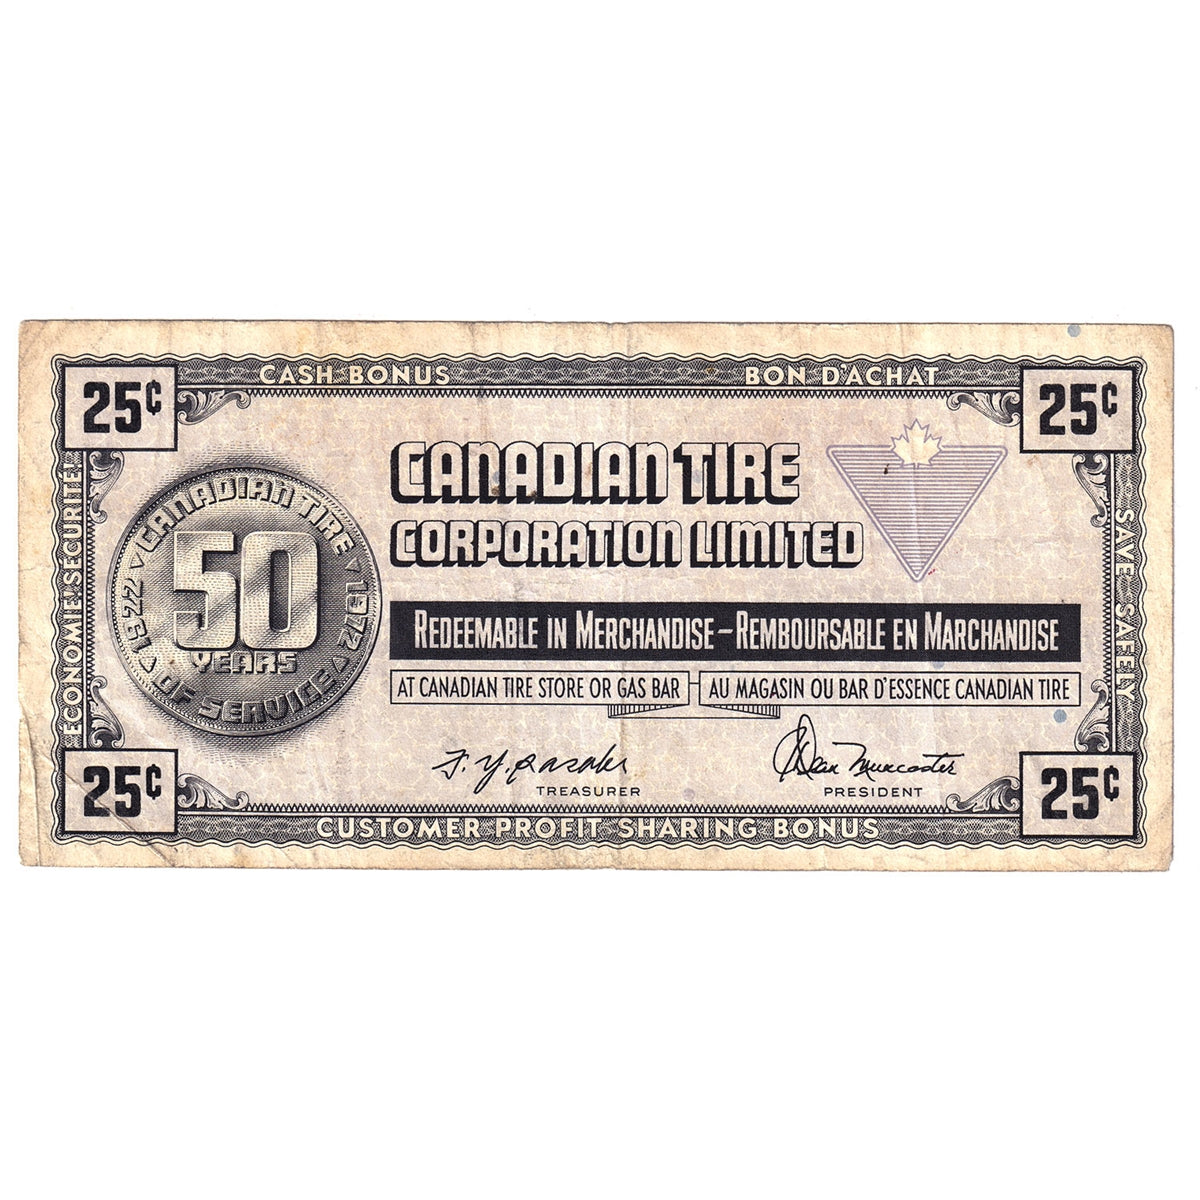 CASH BONUS BON D'ACHAT
25¢ 25¢
CANADIAN TIRE
CORPORATION LIMITED
CANADIAN TIRE
1922 1972
50
YEARS
OF SERVICE
REDEEMABLE IN MERCHANDISE – REMBOURSABLE EN MARCHANDISE
AT CANADIAN TIRE STORE OR GAS BAR AU MAGASIN OU BAR D'ESSENCE CANADIAN TIRE
ECONOMIE! SECURITE!
SAVE SAFELY
J. Dean Muncaster
TREASURER PRESIDENT
25¢ 25¢
CUSTOMER PROFIT SHARING BONUS